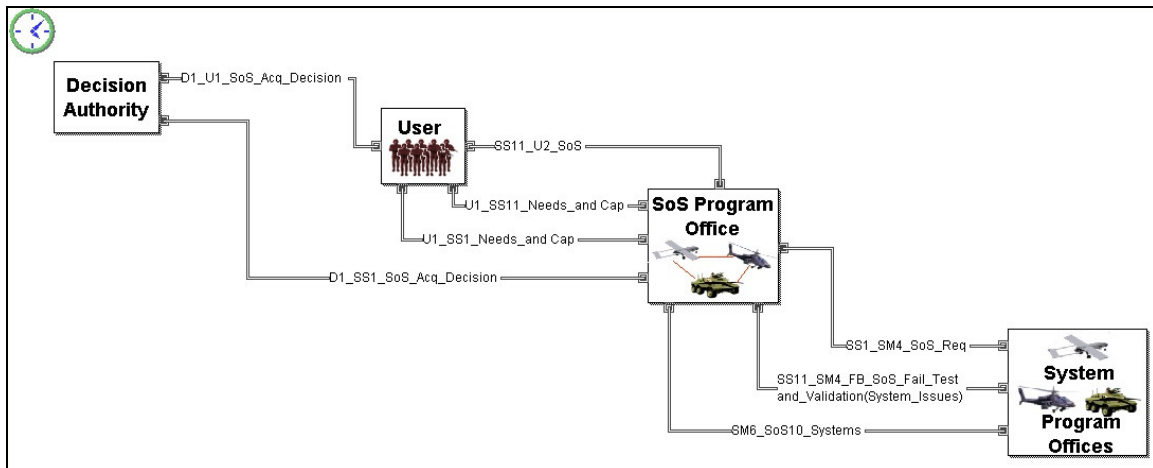 Decision
Authority
D1_U1_SoS_Acq_Decision
User
SS11_U2_SoS
U1_SS11_Needs_and Cap
SoS Program
Office
U1_SS1_Needs_and Cap
D1_SS1_SoS_Acq_Decision
SS1_SM4_SoS_Req
SS11_SM4_FB_SoS_Fail_Test
and_Validation(System_Issues)
SM6_SoS10_Systems
System
Program
Offices